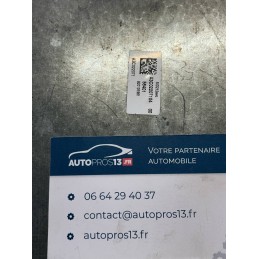 AUTOPROS13.FR
VOTRE PARTENAIRE
AUTOMOBILE
06 64 29 40 37
contact@autopros13.fr
autopros13.fr